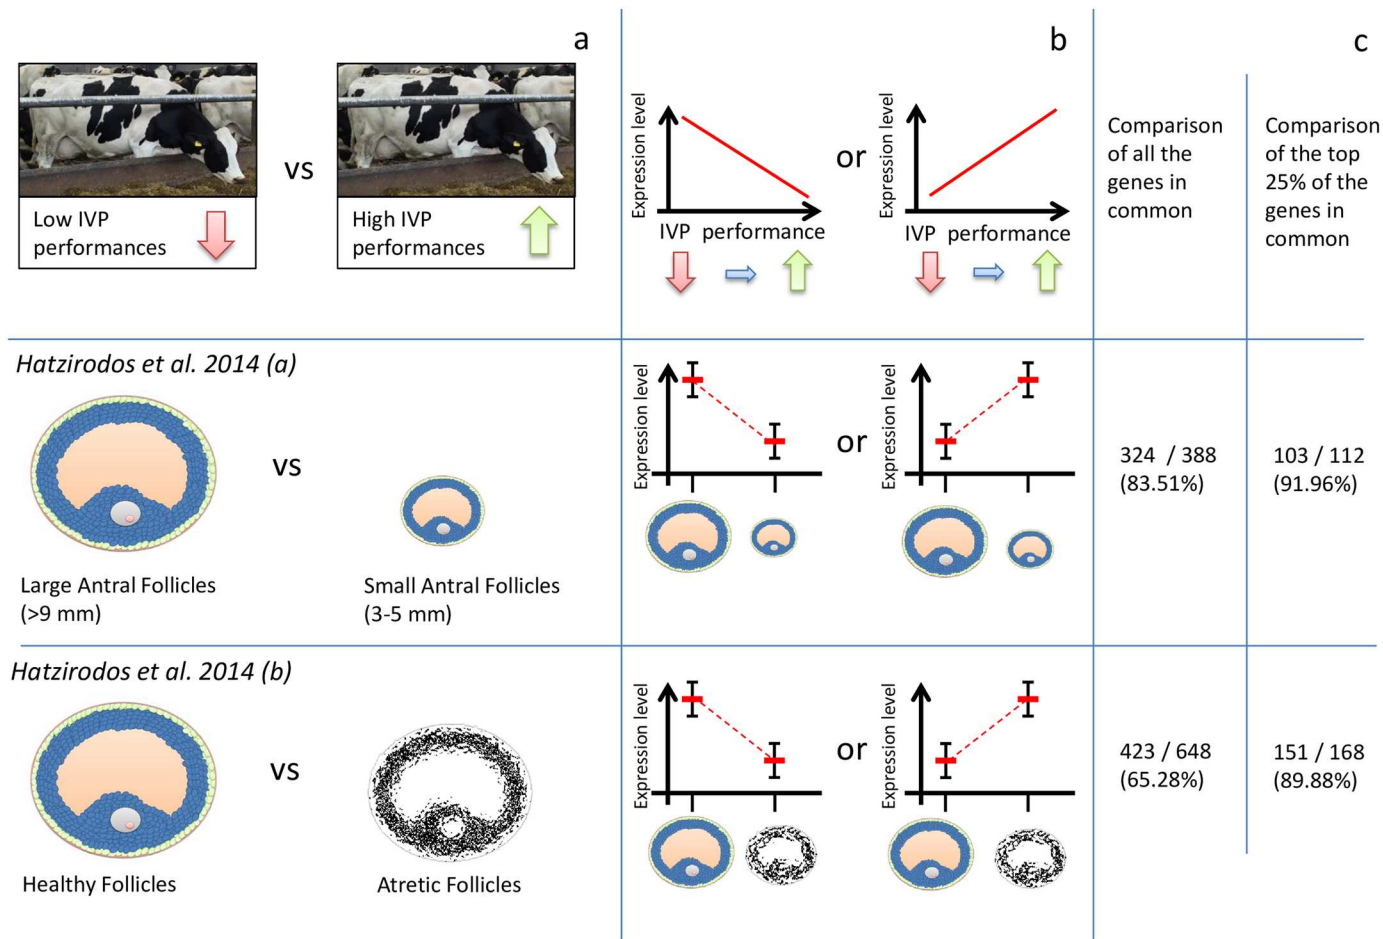 a
vs
Low IVP
performances
High IVP
performances
b
Expression level
IVP performance
or
Expression level
IVP performance
c
Comparison
of all the
genes in
common
Comparison
of the top
25% of the
genes in
common
Hatzirodos et al. 2014 (a)
vs
Large Antral Follicles
(>9 mm)
Small Antral Follicles
(3-5 mm)
Expression level
or
Expression level
324 / 388
(83.51%)
103 / 112
(91.96%)
Hatzirodos et al. 2014 (b)
vs
Healthy Follicles
Atretic Follicles
Expression level
or
Expression level
423 / 648
(65.28%)
151 / 168
(89.88%)